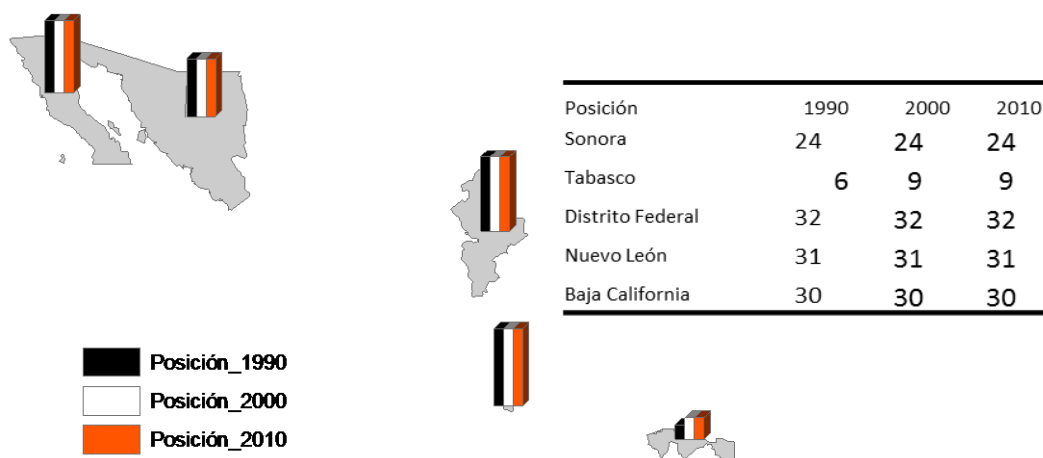 Posición 1990 2000 2010
Sonora 24 24 24
Tabasco 6 9 9
Distrito Federal 32 32 32
Nuevo León 31 31 31
Baja California 30 30 30
Posición_1990
Posición_2000
Posición_2010